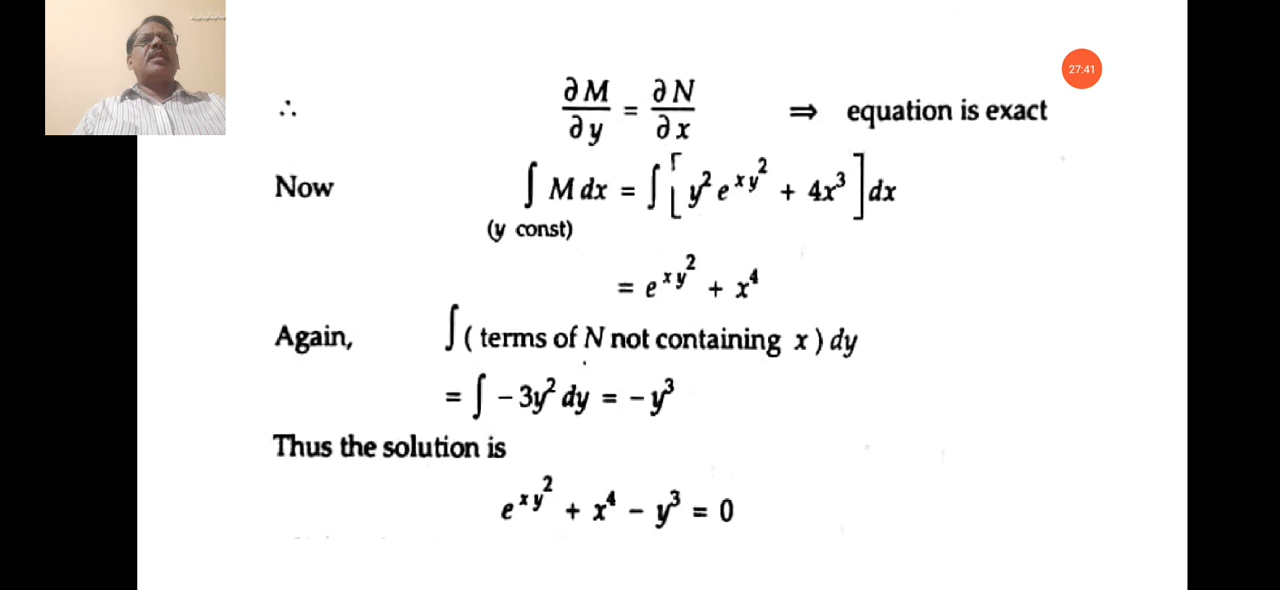 27:41
∴ ∂M/∂y = ∂N/∂x ⇒ equation is exact
Now ∫ M dx = ∫ [ y² e^{xy²} + 4x³ ] dx
(y const)
= e^{xy²} + x⁴
Again, ∫ ( terms of N not containing x ) dy
= ∫ − 3y² dy = − y³
Thus the solution is
e^{xy²} + x⁴ − y³ = 0